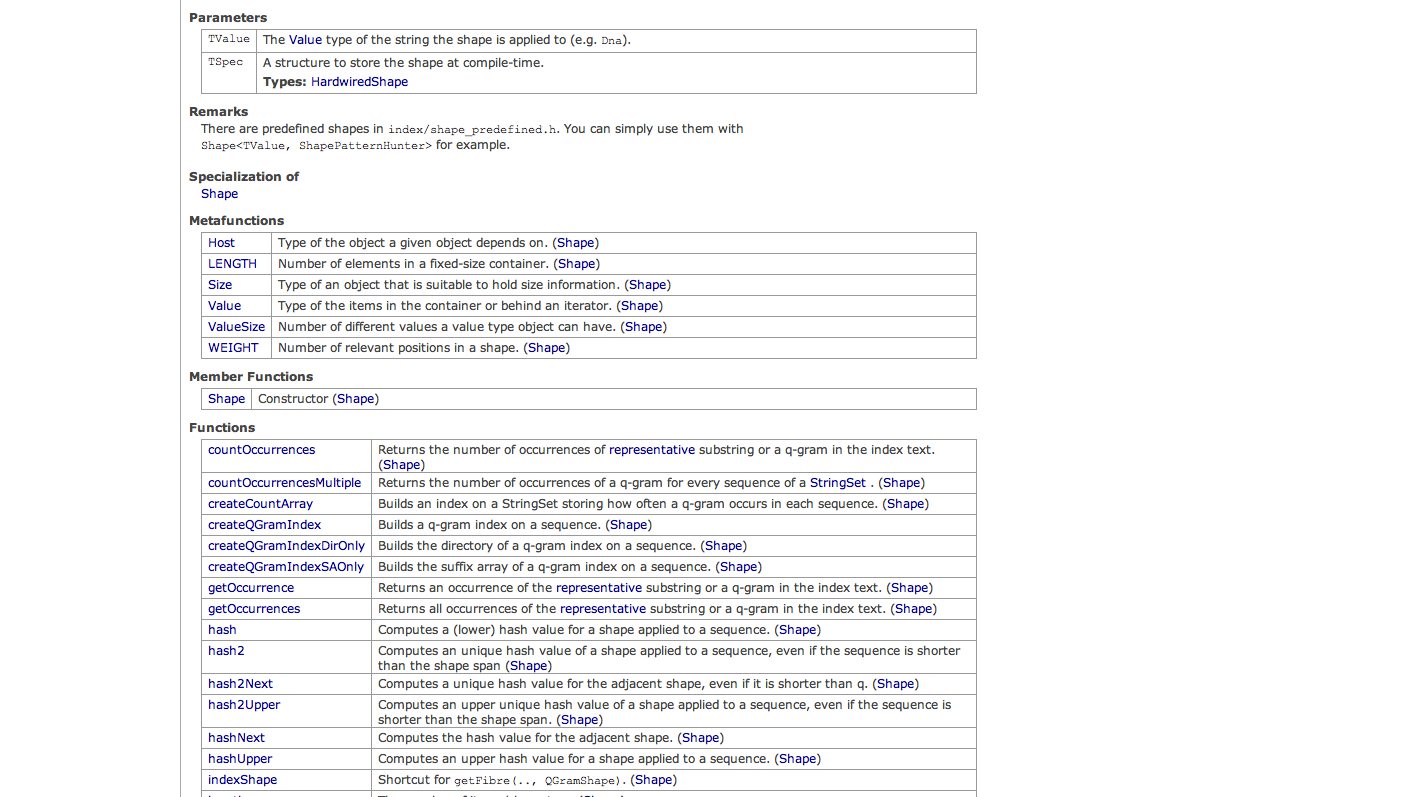 Parameters
TValue The Value type of the string the shape is applied to (e.g. Dna).
TSpec A structure to store the shape at compile-time.
Types: HardwiredShape
Remarks
There are predefined shapes in index/shape_predefined.h. You can simply use them with
Shape<TValue, ShapePatternHunter> for example.
Specialization of
Shape
Metafunctions
Host Type of the object a given object depends on. (Shape)
LENGTH Number of elements in a fixed-size container. (Shape)
Size Type of an object that is suitable to hold size information. (Shape)
Value Type of the items in the container or behind an iterator. (Shape)
ValueSize Number of different values a value type object can have. (Shape)
WEIGHT Number of relevant positions in a shape. (Shape)
Member Functions
Shape Constructor (Shape)
Functions
countOccurrences Returns the number of occurrences of representative substring or a q-gram in the index text.
(Shape)
countOccurrencesMultiple Returns the number of occurrences of a q-gram for every sequence of a StringSet . (Shape)
createCountArray Builds an index on a StringSet storing how often a q-gram occurs in each sequence. (Shape)
createQGramIndex Builds a q-gram index on a sequence. (Shape)
createQGramIndexDirOnly Builds the directory of a q-gram index on a sequence. (Shape)
createQGramIndexSAOnly Builds the suffix array of a q-gram index on a sequence. (Shape)
getOccurrence Returns an occurrence of the representative substring or a q-gram in the index text. (Shape)
getOccurrences Returns all occurrences of the representative substring or a q-gram in the index text. (Shape)
hash Computes a (lower) hash value for a shape applied to a sequence. (Shape)
hash2 Computes an unique hash value of a shape applied to a sequence, even if the sequence is shorter
than the shape span (Shape)
hash2Next Computes a unique hash value for the adjacent shape, even if it is shorter than q. (Shape)
hash2Upper Computes an upper unique hash value of a shape applied to a sequence, even if the sequence is
shorter than the shape span. (Shape)
hashNext Computes the hash value for the adjacent shape. (Shape)
hashUpper Computes an upper hash value for a shape applied to a sequence. (Shape)
indexShape Shortcut for getFibre(.., QGramShape). (Shape)